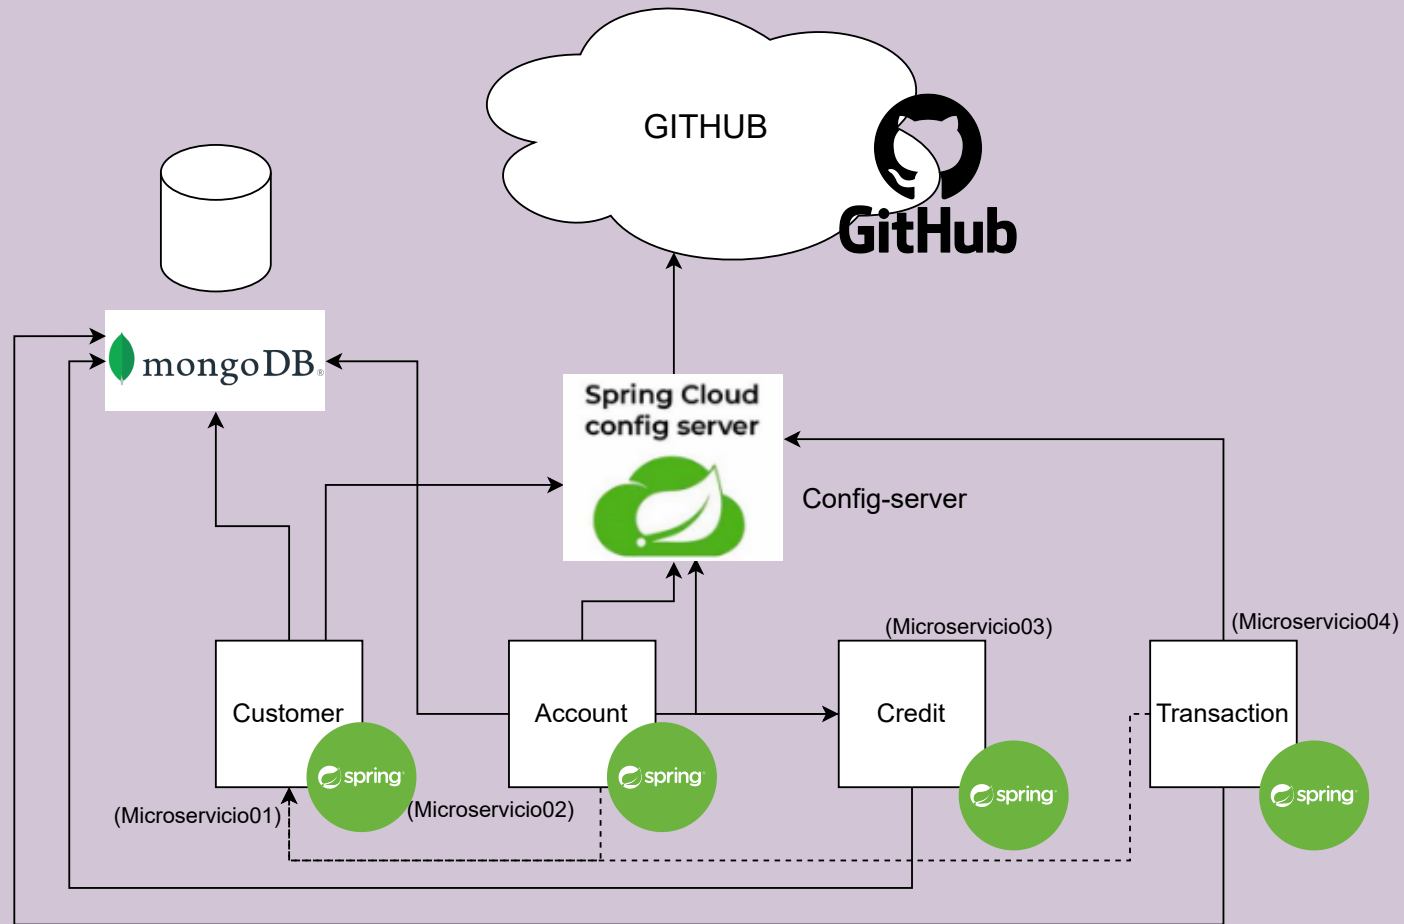 GITHUB
GitHub
mongoDB®
Spring Cloud
config server
Config-server
(Microservicio03)
(Microservicio04)
Customer
Account
Credit
Transaction
spring
spring
spring
spring
(Microservicio01)
(Microservicio02)